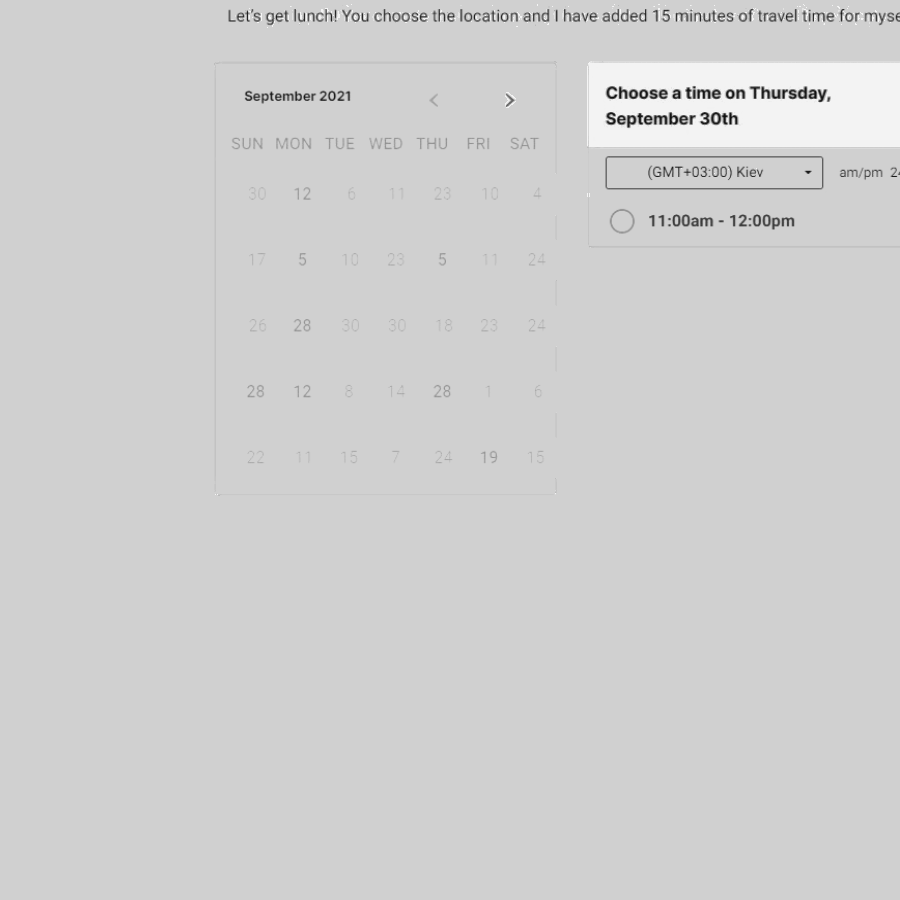 Let's get lunch! You choose the location and I have added 15 minutes of travel time for myse
September 2021
SUN MON TUE WED THU FRI SAT
30 12 6 11 23 10 4
17 5 10 23 5 11 24
26 28 30 30 18 23 24
28 12 8 14 28 1 6
22 11 15 7 24 19 15
Choose a time on Thursday,
September 30th
(GMT+03:00) Kiev am/pm 24
11:00am - 12:00pm